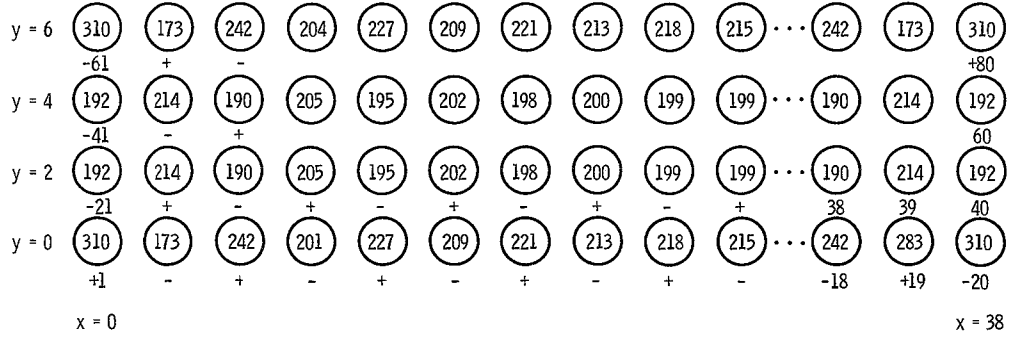 y = 6 310 173 242 204 227 209 221 213 218 215 ··· 242 173 310
-61 + - +80
y = 4 192 214 190 205 195 202 198 200 199 199 ··· 190 214 192
-41 - + 60
y = 2 192 214 190 205 195 202 198 200 199 199 ··· 190 214 192
-21 + - + - + - + - + 38 39 40
y = 0 310 173 242 201 227 209 221 213 218 215 ··· 242 283 310
+1 - + - + - + - + - -18 +19 -20
x = 0 x = 38